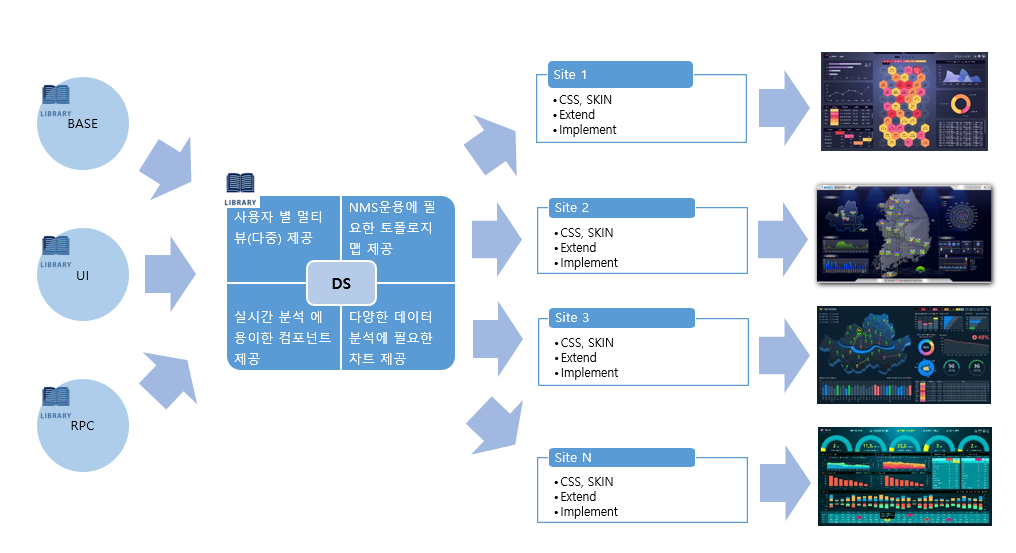 LIBRARY
BASE
LIBRARY
UI
LIBRARY
RPC
LIBRARY
사용자 별 멀티
뷰(다중) 제공
NMS운용에 필
요한 토폴로지
맵 제공
DS
실시간 분석 에
용이한 컴포넌트
제공
다양한 데이터
분석에 필요한
차트 제공
Site 1
•CSS, SKIN
•Extend
•Implement
Site 2
•CSS, SKIN
•Extend
•Implement
Site 3
•CSS, SKIN
•Extend
•Implement
Site N
•CSS, SKIN
•Extend
•Implement